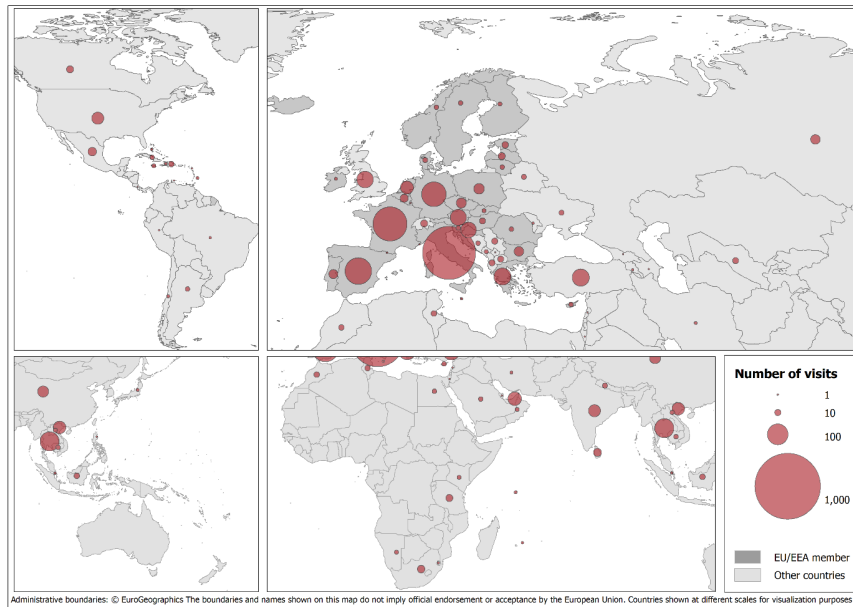 Number of visits
1
10
100
1,000
EU/EEA member
Other countries
Administrative boundaries: © EuroGeographics The boundaries and names shown on this map do not imply official endorsement or acceptance by the European Union. Countries shown at different scales for visualization purposes